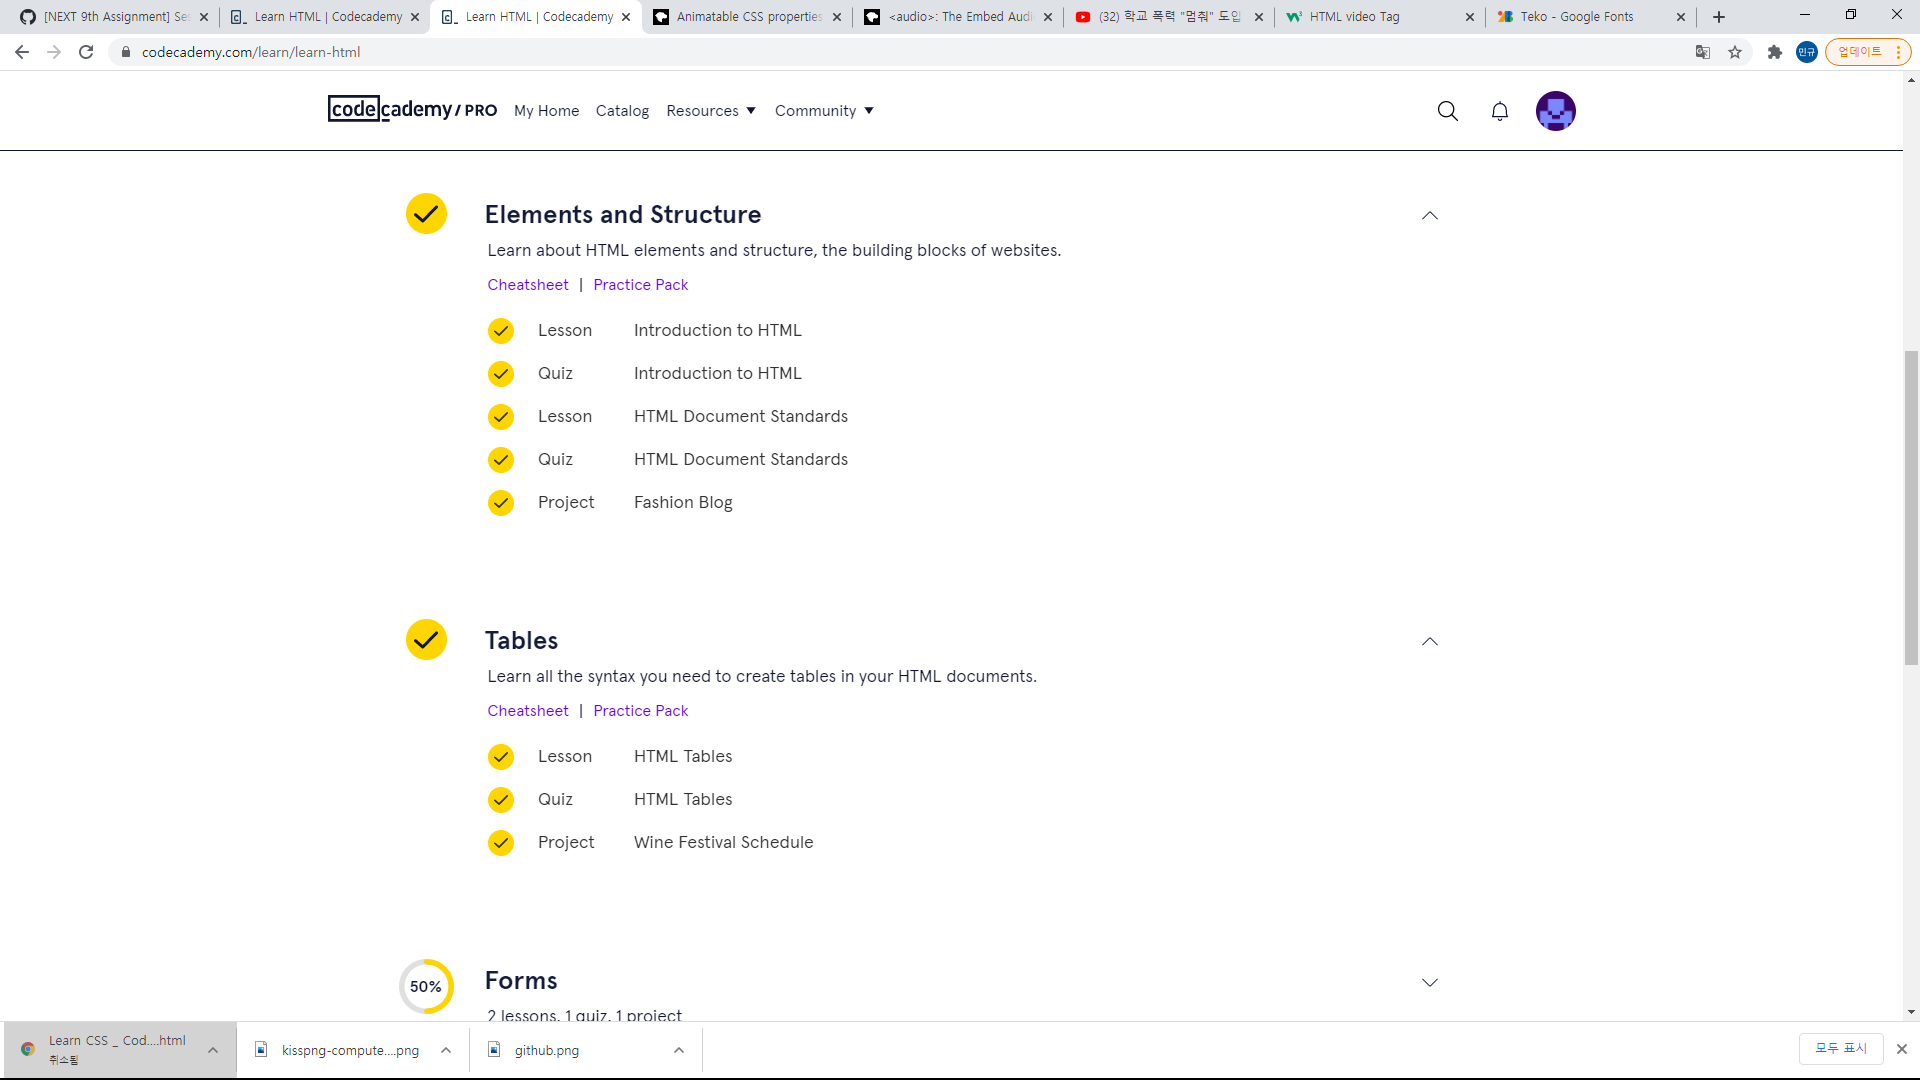 [NEXT 9th Assignment] Ses
Learn HTML | Codecademy
Learn HTML | Codecademy
Animatable CSS properties
<audio>: The Embed Audi
(32) 학교 폭력 "멈춰" 도입
HTML video Tag
Teko - Google Fonts
codecademy.com/learn/learn-html
민규
업데이트
codecademy / PRO
My Home
Catalog
Resources
Community
Elements and Structure
Learn about HTML elements and structure, the building blocks of websites.
Cheatsheet | Practice Pack
Lesson Introduction to HTML
Quiz Introduction to HTML
Lesson HTML Document Standards
Quiz HTML Document Standards
Project Fashion Blog
Tables
Learn all the syntax you need to create tables in your HTML documents.
Cheatsheet | Practice Pack
Lesson HTML Tables
Quiz HTML Tables
Project Wine Festival Schedule
50%
Forms
2 lessons, 1 quiz, 1 project
Learn CSS _ Cod....html
취소됨
kisspng-compute....png
github.png
모두 표시